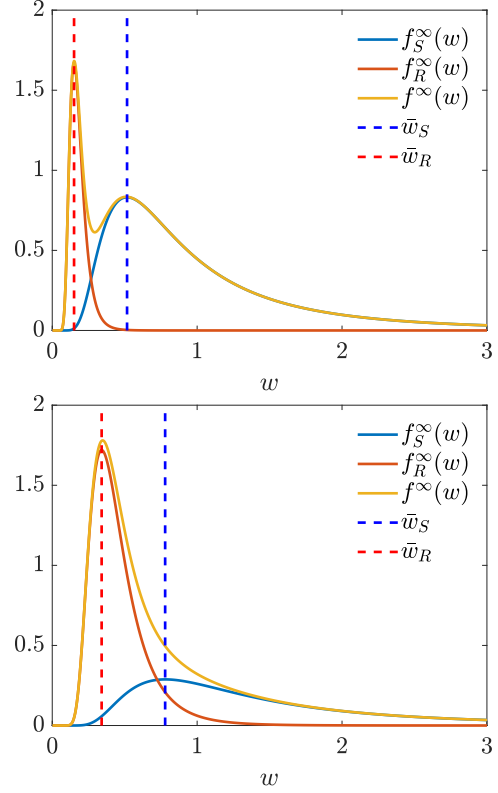 2
1.5
1
0.5
0
0 1 2 3
w
f_S^∞(w)
f_R^∞(w)
f^∞(w)
w̄_S
w̄_R
2
1.5
1
0.5
0
0 1 2 3
w
f_S^∞(w)
f_R^∞(w)
f^∞(w)
w̄_S
w̄_R